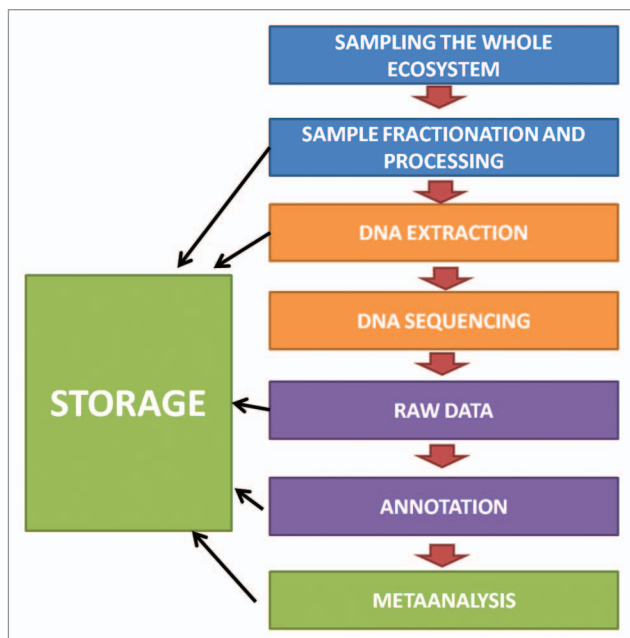 SAMPLING THE WHOLE
ECOSYSTEM
SAMPLE FRACTIONATION AND
PROCESSING
DNA EXTRACTION
DNA SEQUENCING
STORAGE
RAW DATA
ANNOTATION
METAANALYSIS